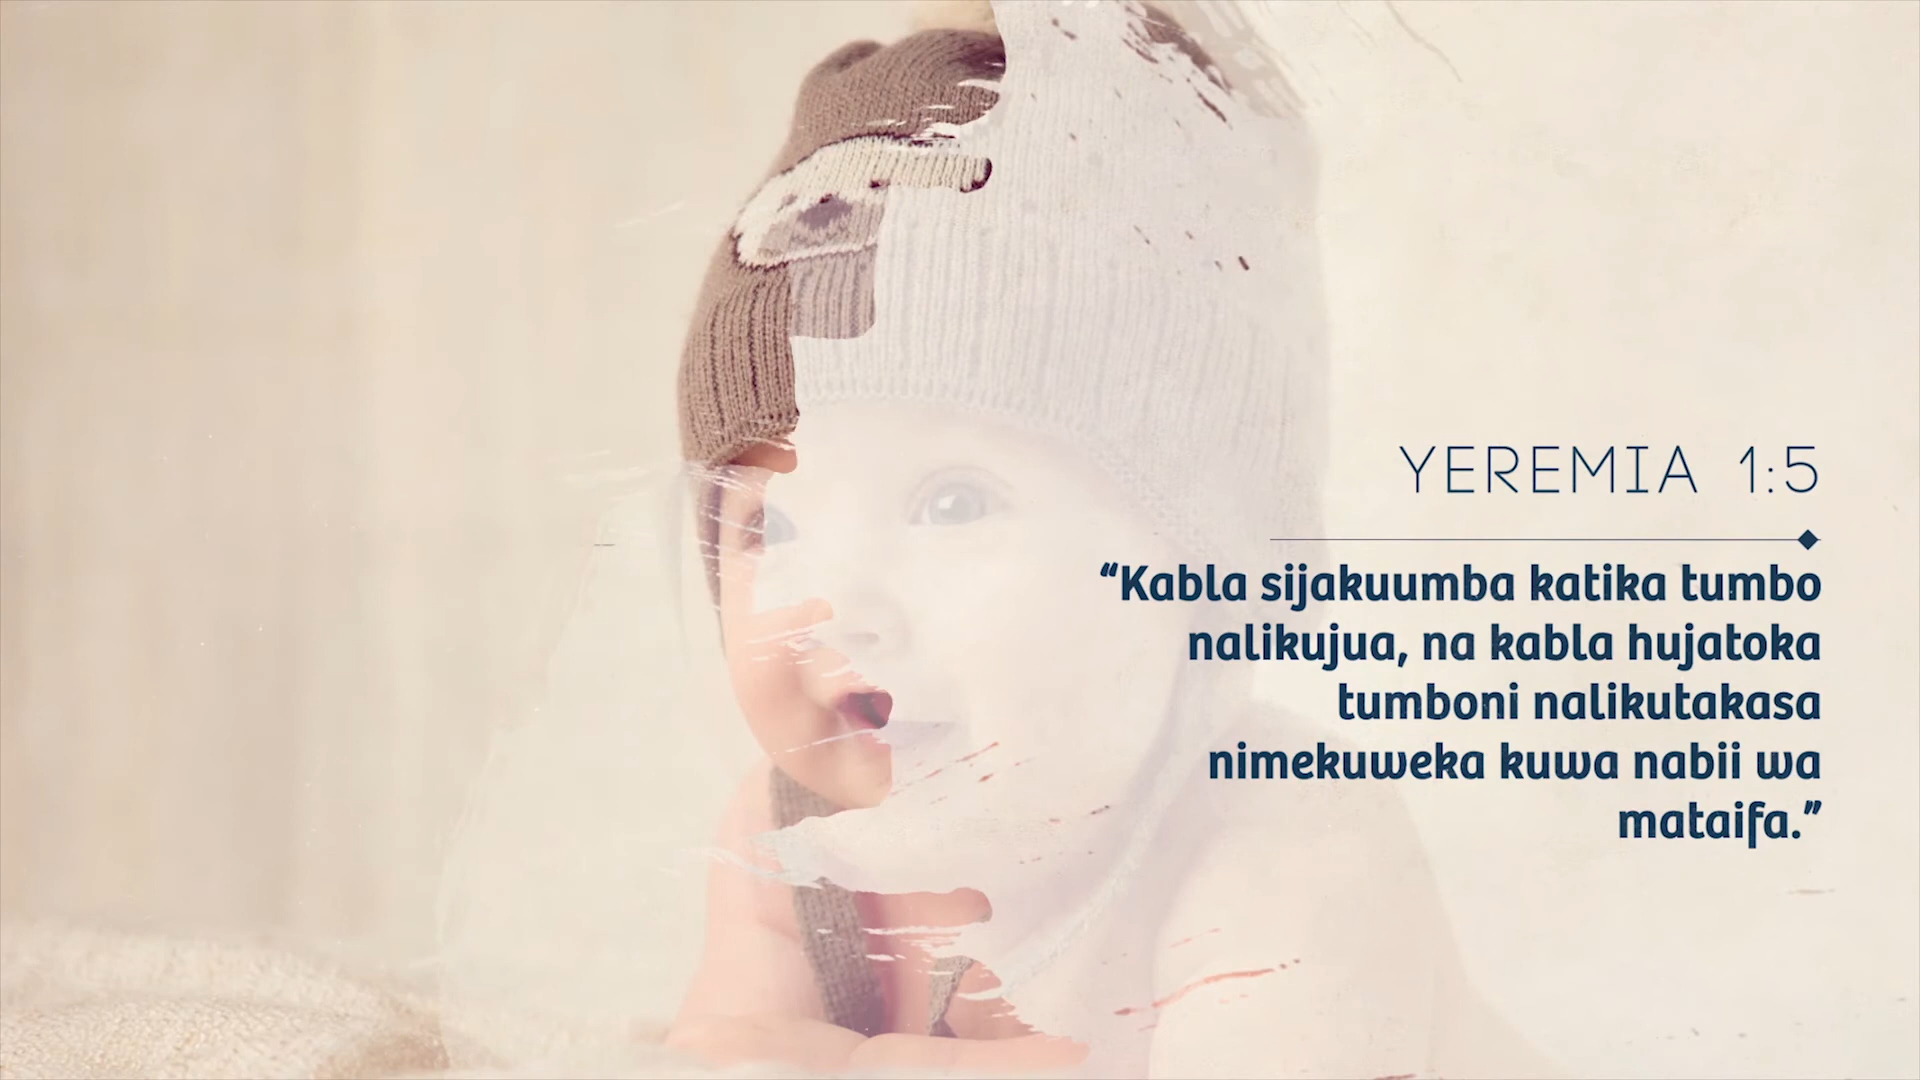 YEREMIA 1:5
“Kabla sijakuumba katika tumbo
nalikujua, na kabla hujatoka
tumboni nalikutakasa
nimekuweka kuwa nabii wa
mataifa.”